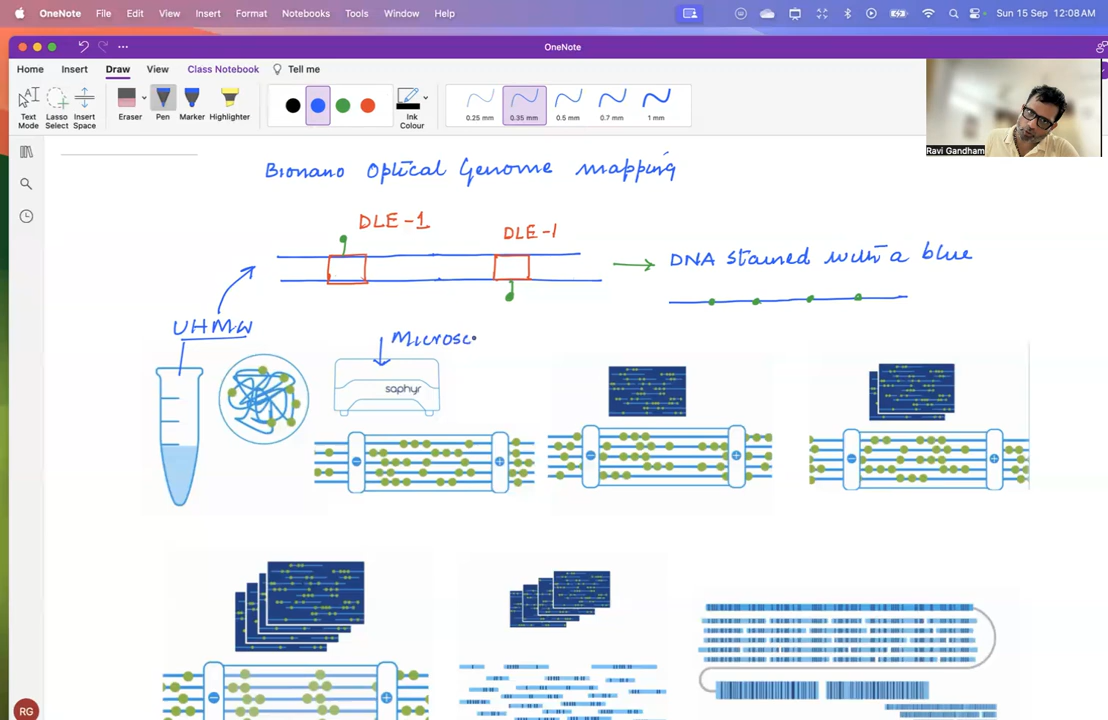 OneNote File Edit View Insert Format Notebooks Tools Window Help Sun 15 Sep 12:08 AM
OneNote
Home Insert Draw View Class Notebook Tell me
Text Mode Lasso Select Insert Space Eraser Pen Marker Highlighter Ink Colour 0.25 mm 0.35 mm 0.5 mm 0.7 mm 1 mm
Ravi Gandham
Bionano Optical Genome mapping
DLE-1 DLE-1
DNA stained with a blue
UHMW
Microsc
saphyr
RG